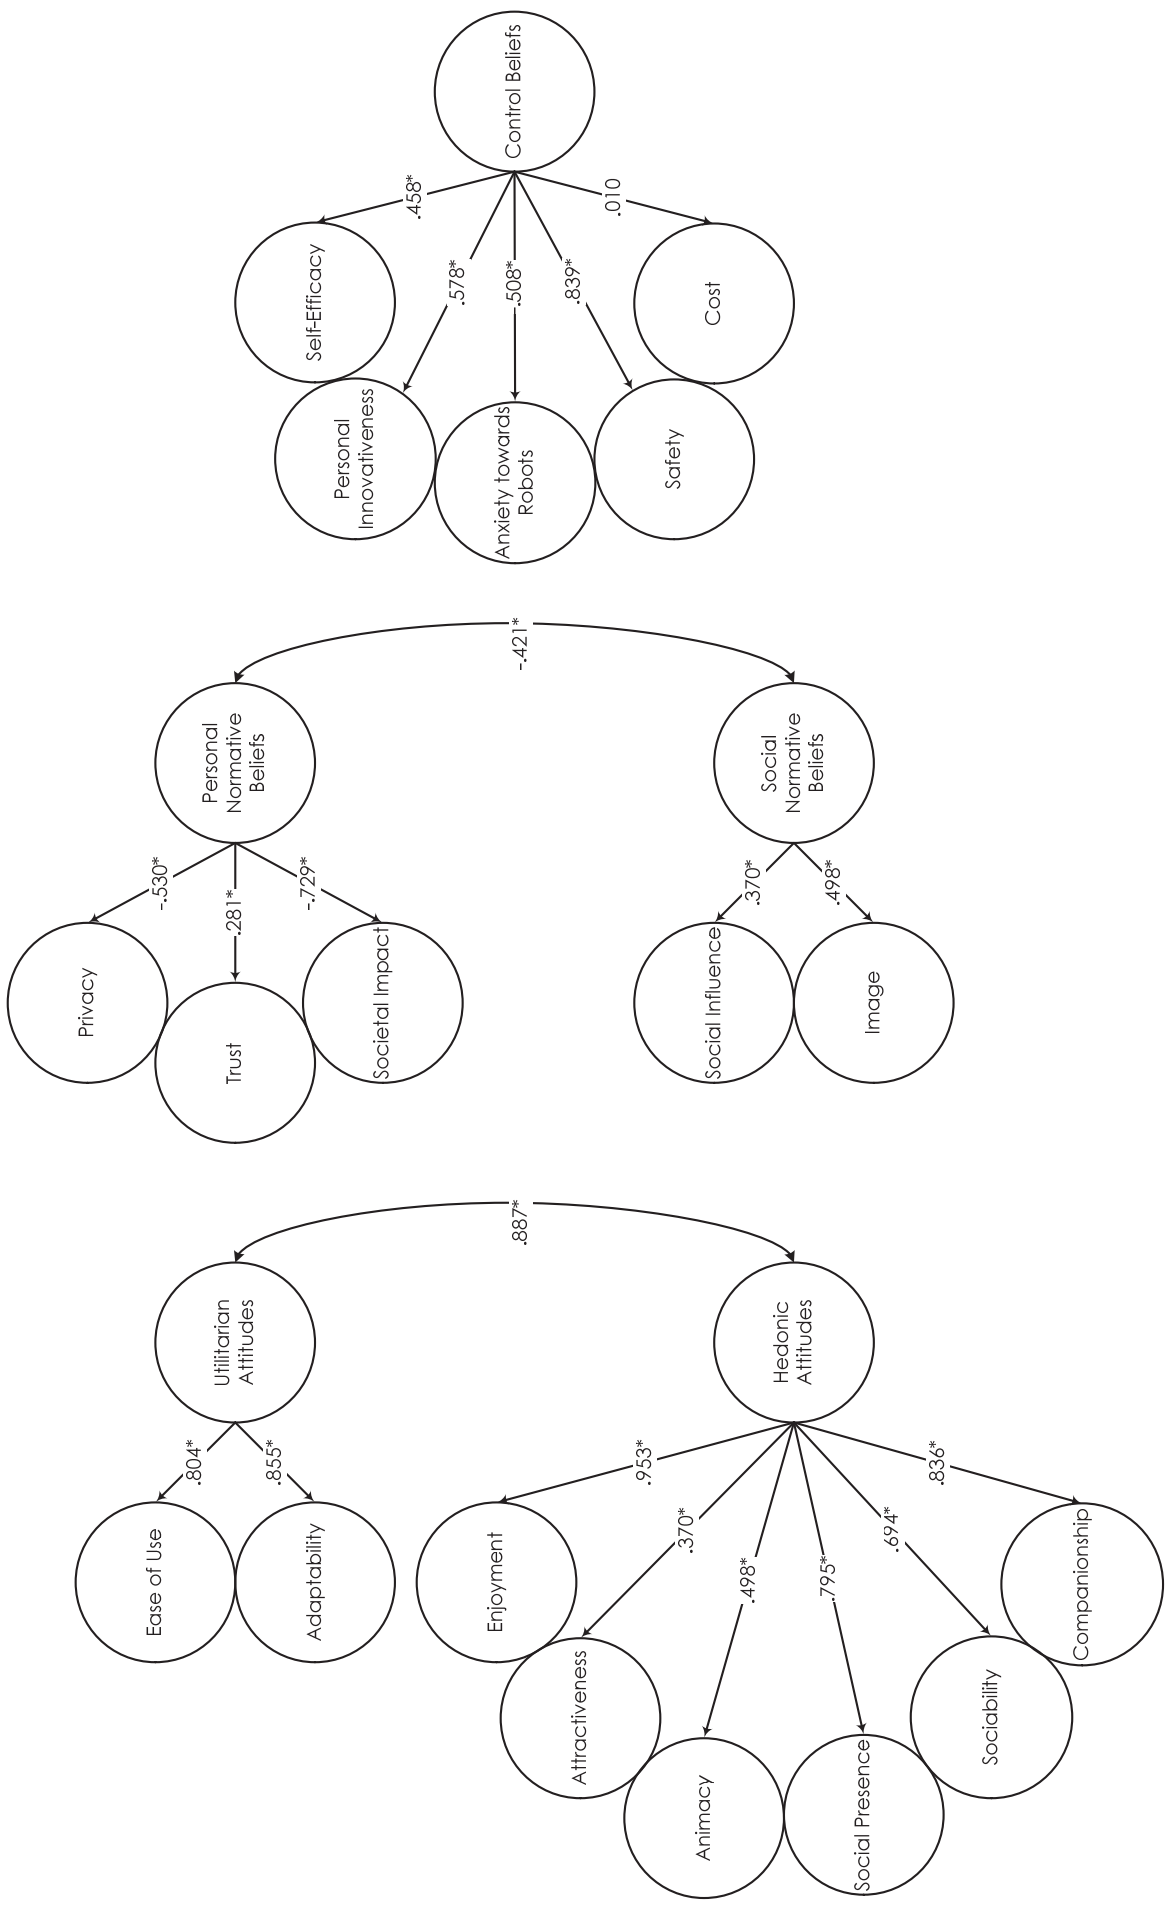 Control Beliefs
.458*
.578*
.508*
.839*
.010
Self-Efficacy
Personal
Innovativeness
Anxiety towards
Robots
Safety
Cost
-.421*
Personal
Normative
Beliefs
Social
Normative
Beliefs
-.530*
.281*
-.729*
.370*
.498*
Privacy
Trust
Societal Impact
Social Influence
Image
.887*
Utilitarian
Attitudes
Hedonic
Attitudes
.804*
.855*
.953*
.370*
.498*
.795*
.694*
.836*
Ease of Use
Adaptability
Enjoyment
Attractiveness
Animacy
Social Presence
Sociability
Companionship